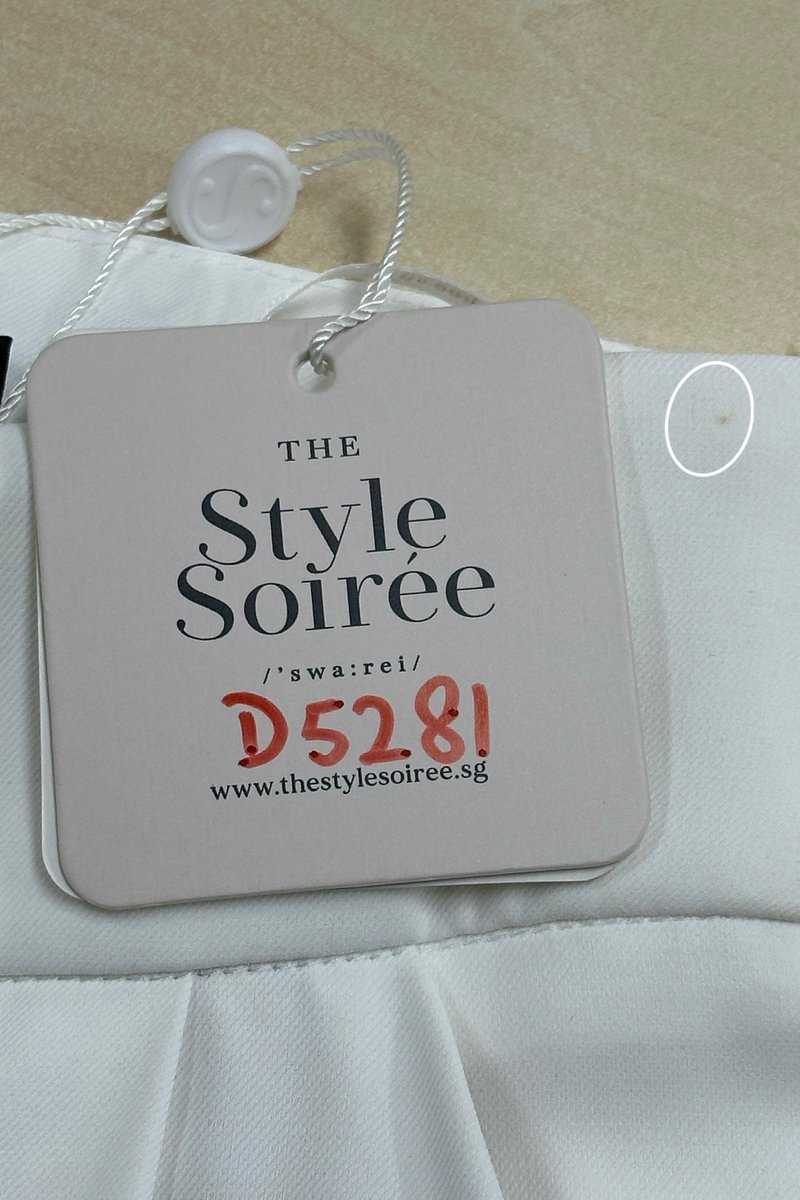 THE
Style
Soirée
/'swa:rei/
D5281
www.thestylesoiree.sg